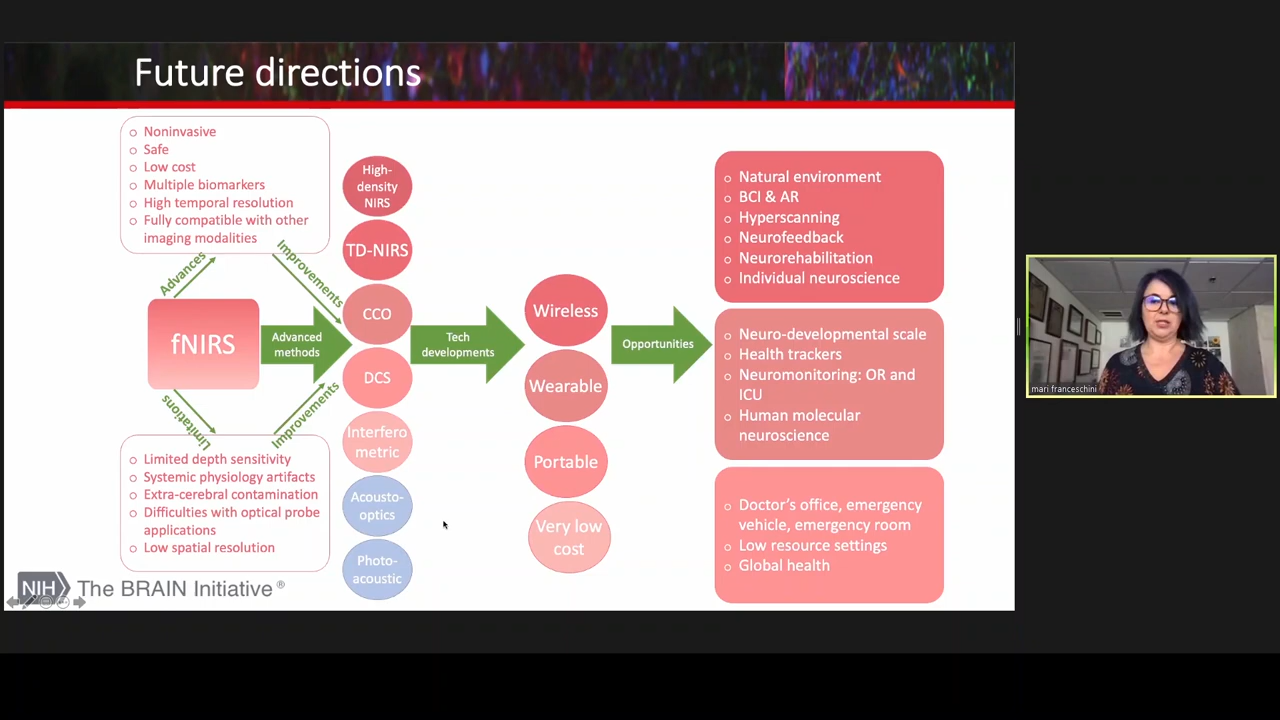 Future directions
Noninvasive
Safe
Low cost
Multiple biomarkers
High temporal resolution
Fully compatible with other
imaging modalities
Advances
Improvements
fNIRS
Advanced
methods
Limitations
Improvements
Limited depth sensitivity
Systemic physiology artifacts
Extra-cerebral contamination
Difficulties with optical probe
applications
Low spatial resolution
High-
density
NIRS
TD-NIRS
CCO
DCS
Interfero
metric
Acousto-
optics
Photo-
acoustic
Tech
developments
Wireless
Wearable
Portable
Very low
cost
Opportunities
Natural environment
BCI & AR
Hyperscanning
Neurofeedback
Neurorehabilitation
Individual neuroscience
Neuro-developmental scale
Health trackers
Neuromonitoring: OR and
ICU
Human molecular
neuroscience
Doctor's office, emergency
vehicle, emergency room
Low resource settings
Global health
NIH The BRAIN Initiative®
mari franceschini